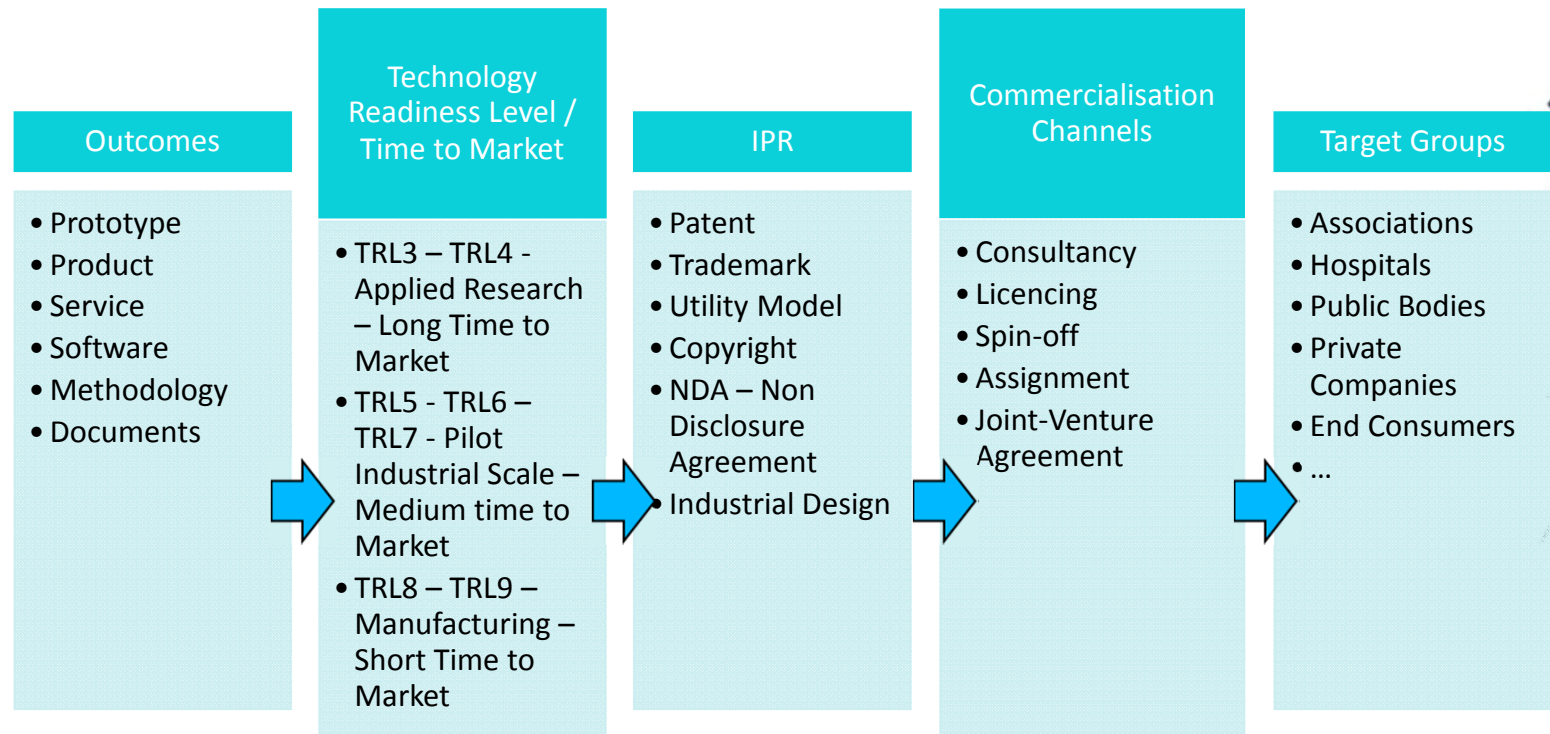 Outcomes
• Prototype
• Product
• Service
• Software
• Methodology
• Documents
Technology
Readiness Level /
Time to Market
• TRL3 – TRL4 -
Applied Research
– Long Time to
Market
• TRL5 - TRL6 –
TRL7 - Pilot
Industrial Scale –
Medium time to
Market
• TRL8 – TRL9 –
Manufacturing –
Short Time to
Market
IPR
• Patent
• Trademark
• Utility Model
• Copyright
• NDA – Non
Disclosure
Agreement
• Industrial Design
Commercialisation
Channels
• Consultancy
• Licencing
• Spin-off
• Assignment
• Joint-Venture
Agreement
Target Groups
• Associations
• Hospitals
• Public Bodies
• Private
Companies
• End Consumers
• ...